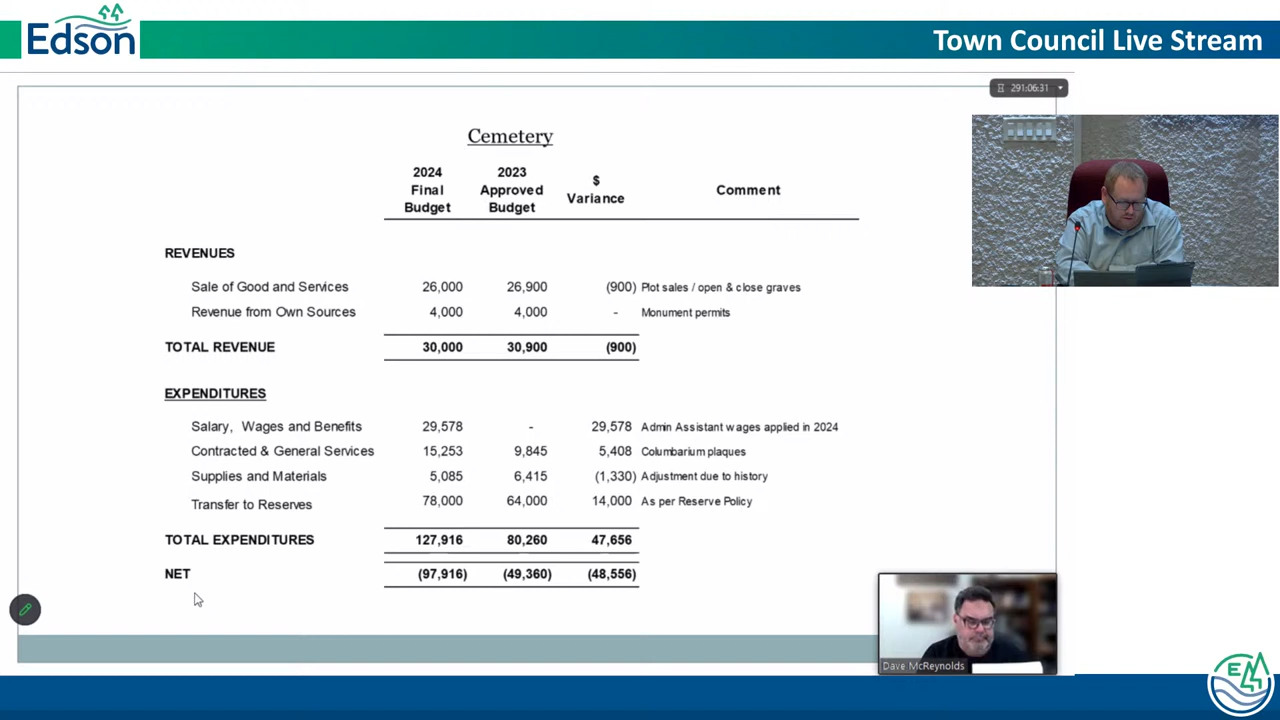 Edson
Town Council Live Stream
291:06:31
Cemetery
2024 Final Budget 2023 Approved Budget $ Variance Comment
REVENUES
Sale of Good and Services 26,000 26,900 (900) Plot sales / open & close graves
Revenue from Own Sources 4,000 4,000 - Monument permits
TOTAL REVENUE 30,000 30,900 (900)
EXPENDITURES
Salary, Wages and Benefits 29,578 - 29,578 Admin Assistant wages applied in 2024
Contracted & General Services 15,253 9,845 5,408 Columbarium plaques
Supplies and Materials 5,085 6,415 (1,330) Adjustment due to history
Transfer to Reserves 78,000 64,000 14,000 As per Reserve Policy
TOTAL EXPENDITURES 127,916 80,260 47,656
NET (97,916) (49,360) (48,556)
Dave McReynolds